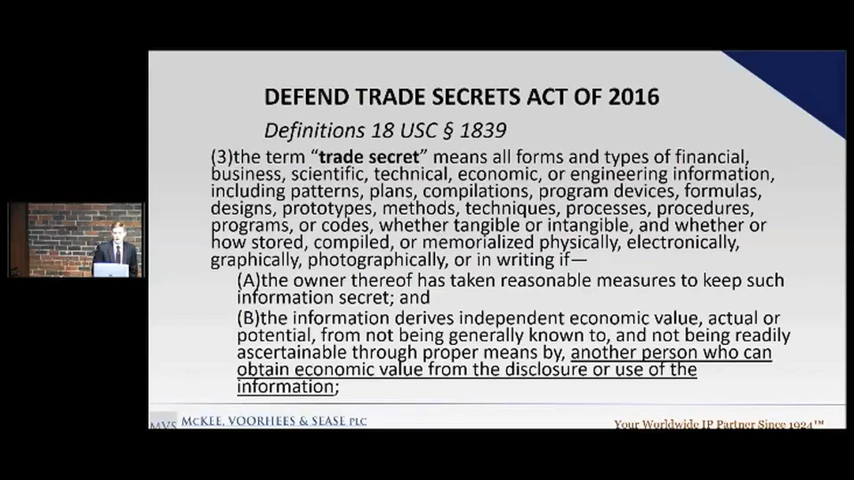 DEFEND TRADE SECRETS ACT OF 2016
Definitions 18 USC § 1839
(3)the term “trade secret” means all forms and types of financial,
business, scientific, technical, economic, or engineering information,
including patterns, plans, compilations, program devices, formulas,
designs, prototypes, methods, techniques, processes, procedures,
programs, or codes, whether tangible or intangible, and whether or
how stored, compiled, or memorialized physically, electronically,
graphically, photographically, or in writing if—
(A)the owner thereof has taken reasonable measures to keep such
information secret; and
(B)the information derives independent economic value, actual or
potential, from not being generally known to, and not being readily
ascertainable through proper means by, another person who can
obtain economic value from the disclosure or use of the
information;
MVS MCKEE, VOORHEES & SEASE PLC
Your Worldwide IP Partner Since 1924™